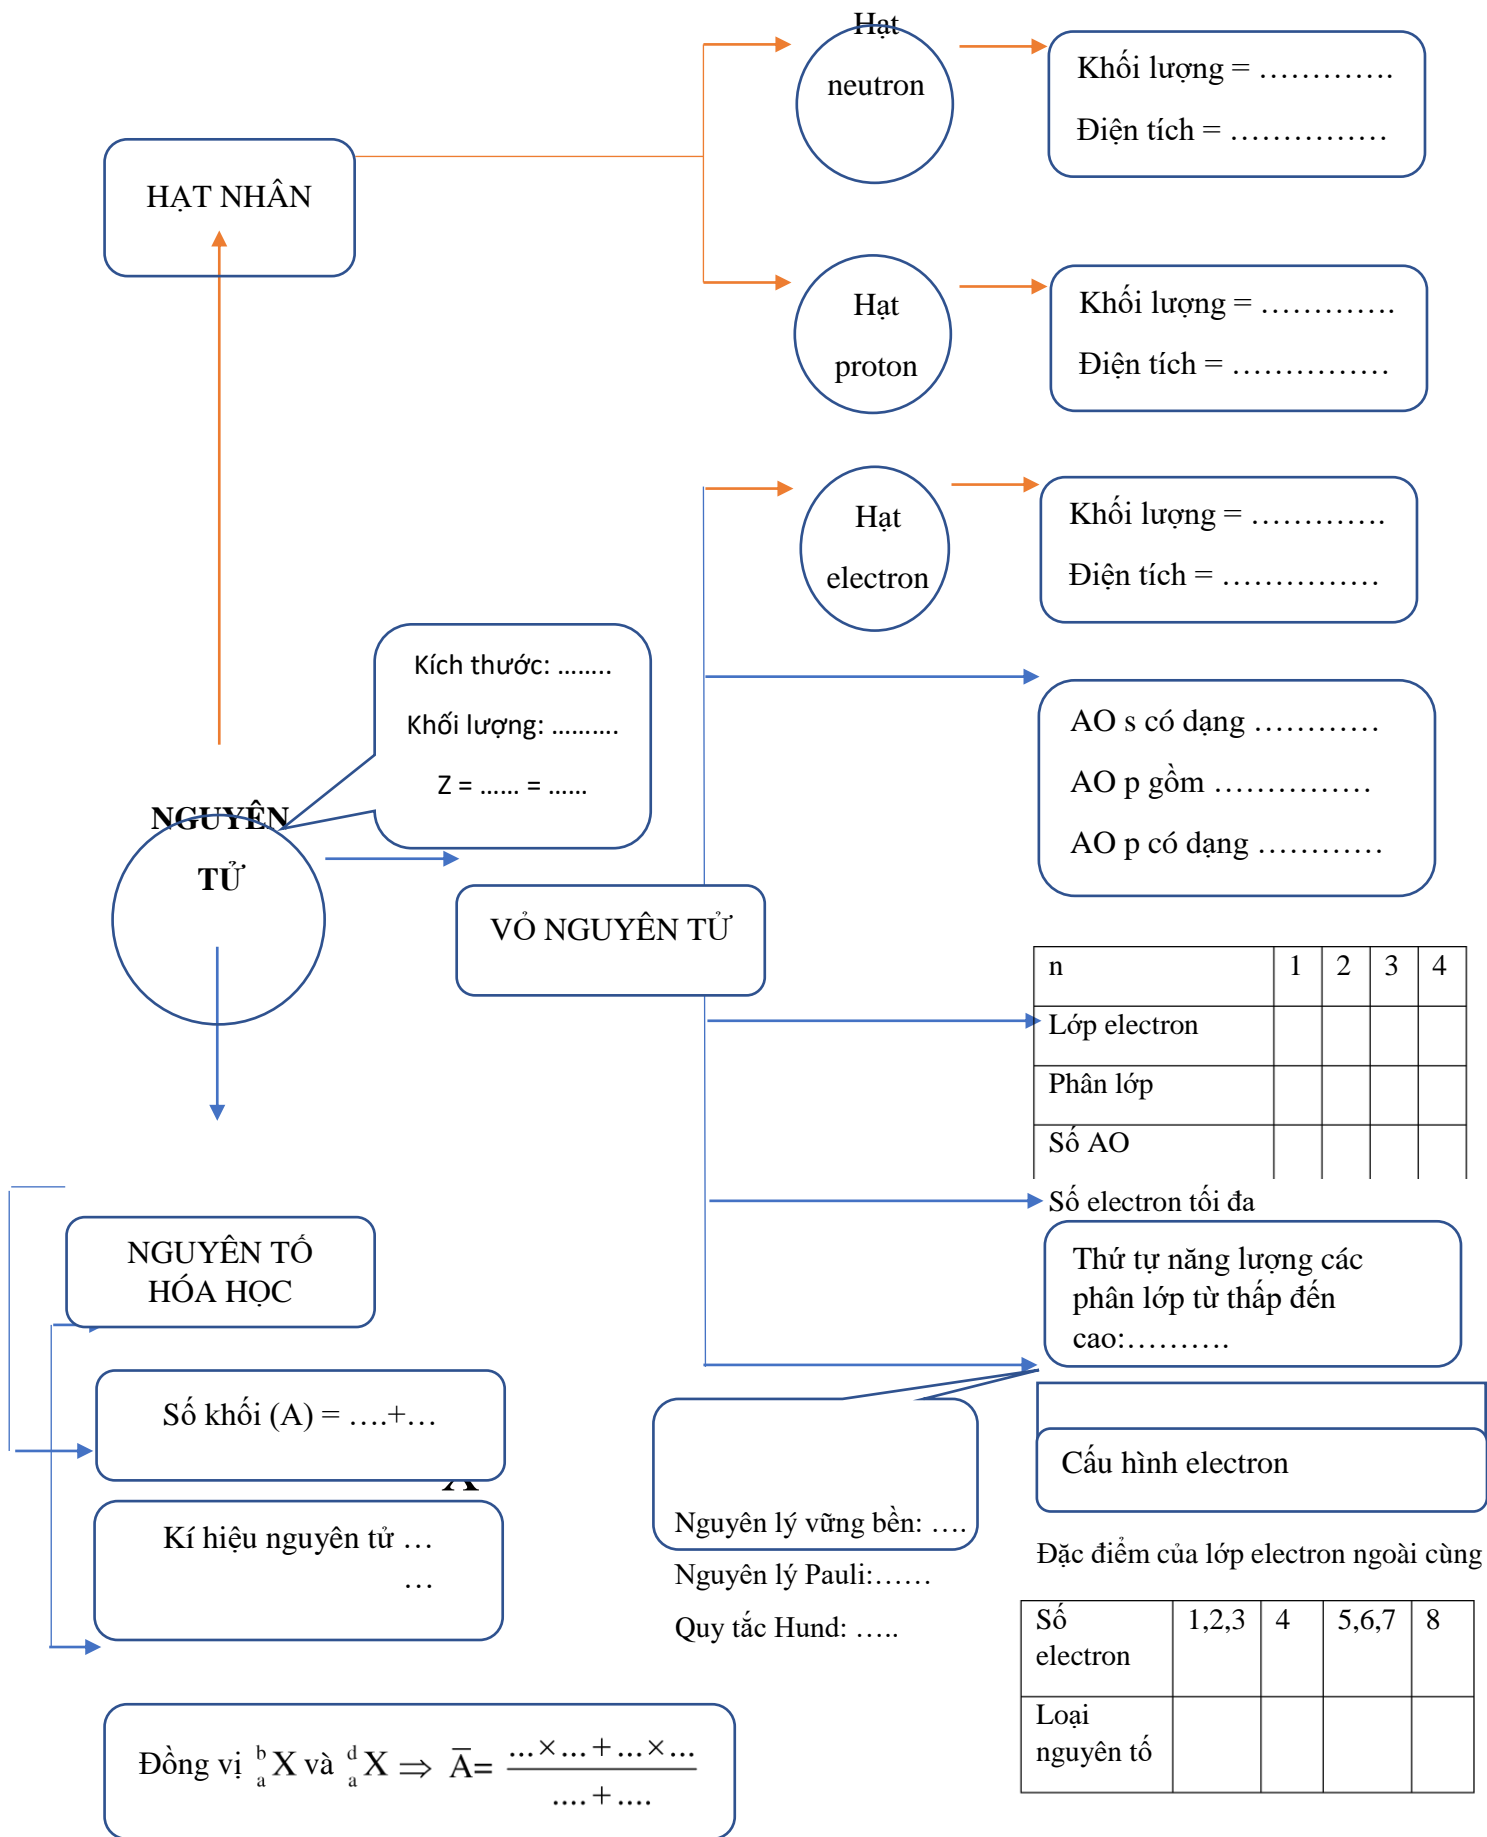 Hạt
neutron
Khối lượng = ………….
Điện tích = ……………
HẠT NHÂN
Hạt
proton
Khối lượng = ………….
Điện tích = ……………
Hạt
electron
Khối lượng = ………….
Điện tích = ……………
Kích thước: ……..
Khối lượng: ……….
Z = …… = ……
NGUYÊN
TỬ
VỎ NGUYÊN TỬ
AO s có dạng …………
AO p gồm ……………
AO p có dạng …………
n 1 2 3 4
Lớp electron
Phân lớp
Số AO
Số electron tối đa
NGUYÊN TỐ
HÓA HỌC
Thứ tự năng lượng các
phân lớp từ thấp đến
cao:……….
Số khối (A) = ….+…
Kí hiệu nguyên tử …
…
Cấu hình electron
Nguyên lý vững bền: ….
Nguyên lý Pauli:……
Quy tắc Hund: …..
Đặc điểm của lớp electron ngoài cùng
Số electron 1,2,3 4 5,6,7 8
Loại nguyên tố
Đồng vị ᵇₐX và ᵈₐX ⇒ A̅= (...×...+...×...)/(....+....)